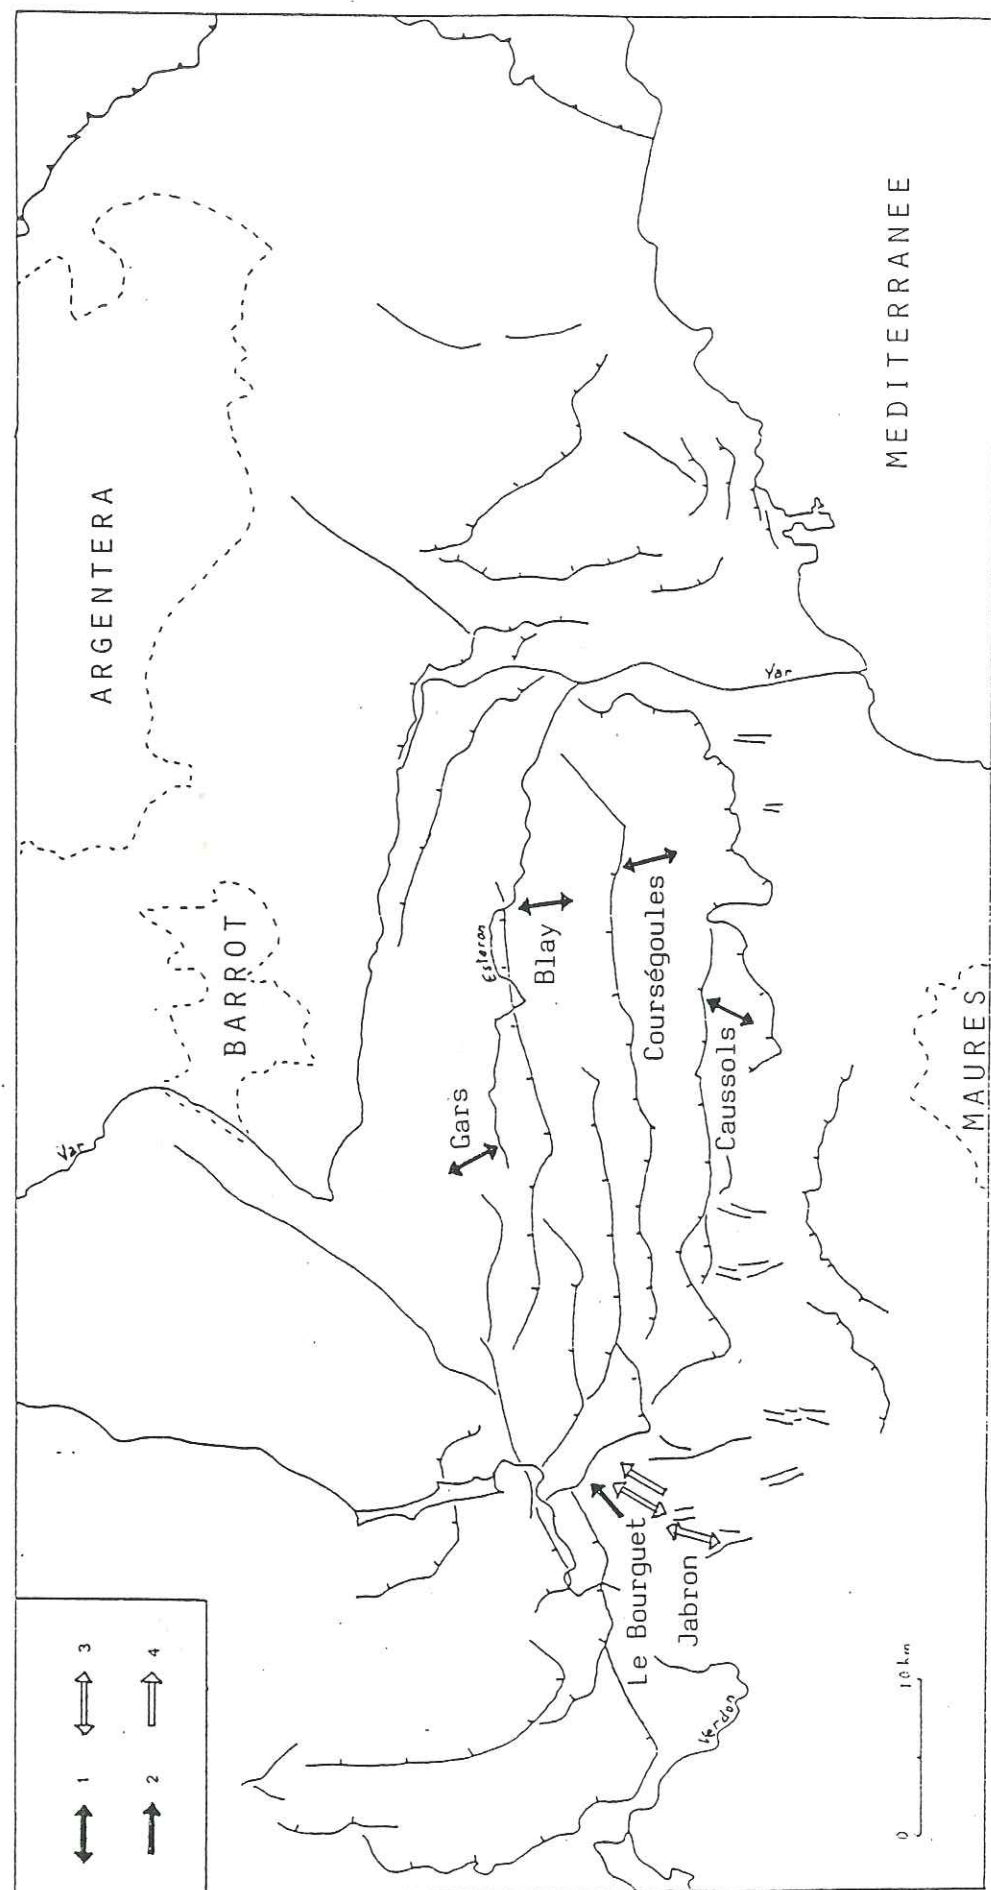 1
2
3
4
ARGENTERA
BARROT
MEDITERRANEE
MAURES
Var
Var
Esteron
Verdon
Gars
Blay
Courségoules
Caussols
Le Bourguet
Jabron
0
10 km